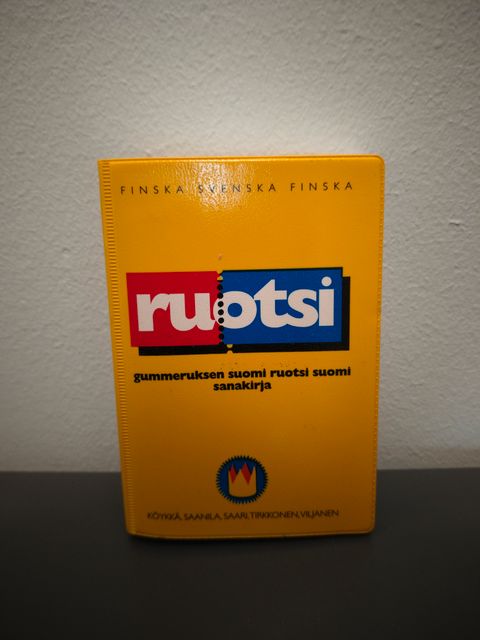 FINSKA SVENSKA FINSKA
ruotsi
gummeruksen suomi ruotsi suomi
sanakirja
KÖYKKÄ, SAANILA, SAARI, TIRKKONEN, VILJANEN